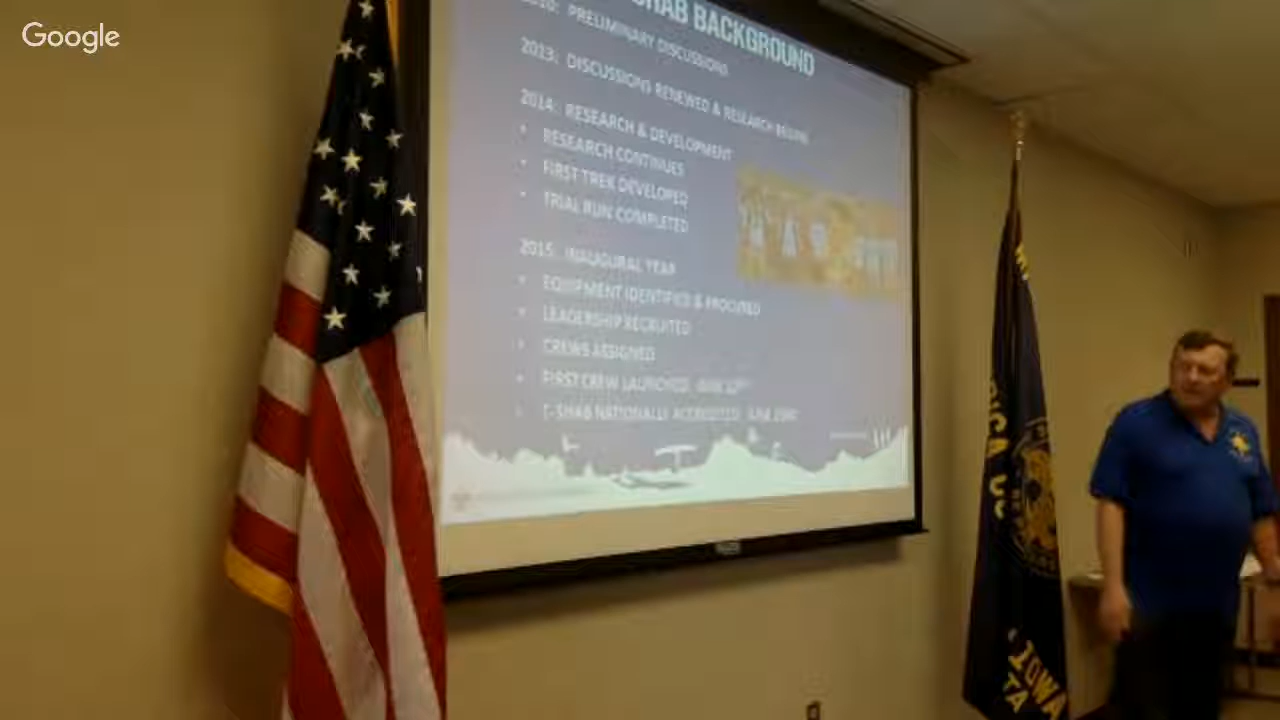 Google
SHAB BACKGROUND
PRELIMINARY DISCUSSIONS
2013: DISCUSSIONS RENEWED & RESEARCH BEGINS
2014: RESEARCH & DEVELOPMENT
• RESEARCH CONTINUES
• FIRST TREK DEVELOPED
• TRIAL RUN COMPLETED
2015: INAUGURAL YEAR
• EQUIPMENT IDENTIFIED & PROCURED
• LEADERSHIP RECRUITED
• CREWS ASSIGNED
• FIRST CREW LAUNCHED
• NATIONALLY ACCREDITED
IOWA